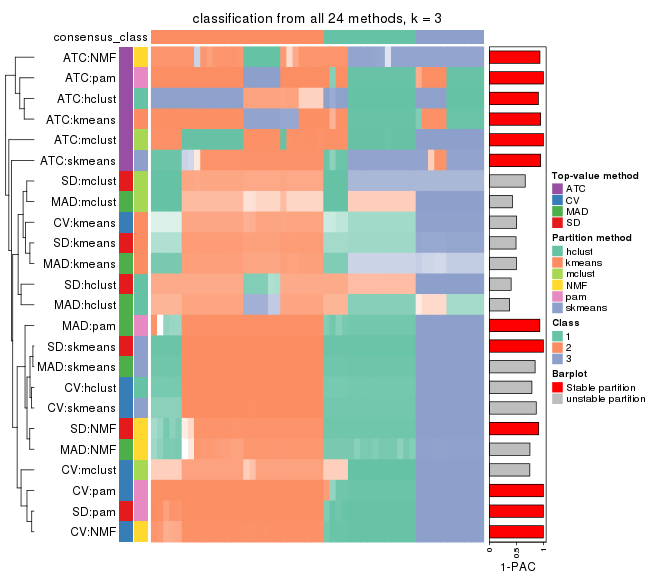 classification from all 24 methods, k = 3
consensus_class
ATC:NMF
ATC:pam
ATC:hclust
ATC:kmeans
ATC:mclust
ATC:skmeans
SD:mclust
MAD:mclust
CV:kmeans
SD:kmeans
MAD:kmeans
SD:hclust
MAD:hclust
MAD:pam
SD:skmeans
MAD:skmeans
CV:hclust
CV:skmeans
SD:NMF
MAD:NMF
CV:mclust
CV:pam
SD:pam
CV:NMF
0
0.5
1
1-PAC
Top-value method
ATC
CV
MAD
SD
Partition method
hclust
kmeans
mclust
NMF
pam
skmeans
Class
1
2
3
Barplot
Stable partition
unstable partition